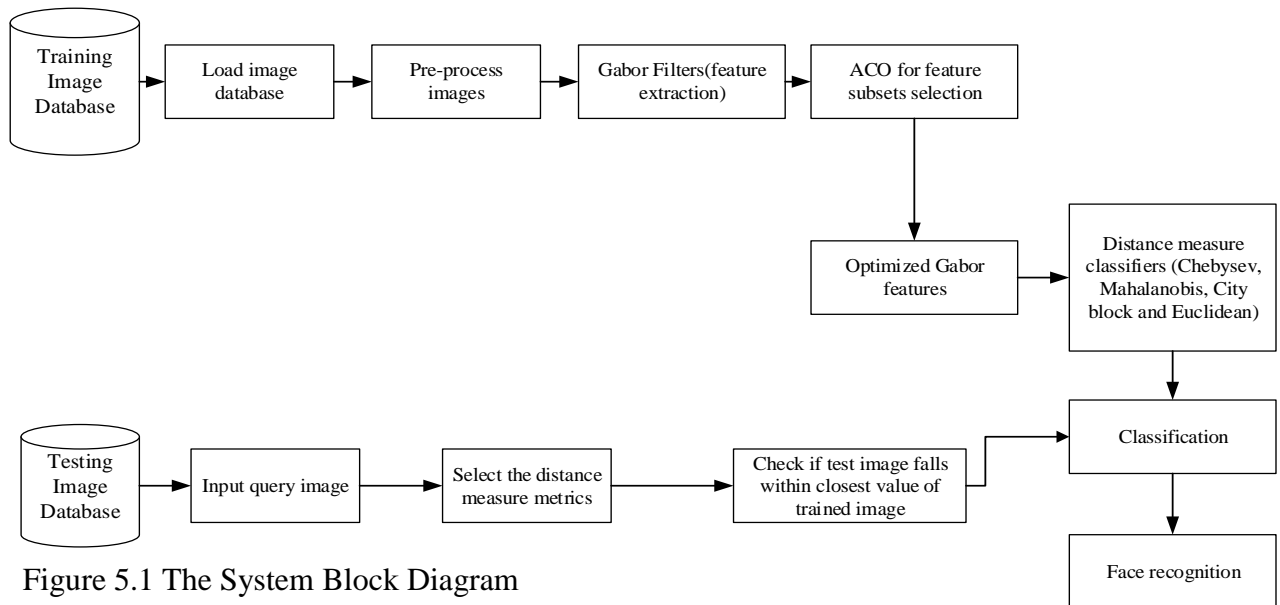 Training
Image
Database
Load image
database
Pre-process
images
Gabor Filters(feature
extraction)
ACO for feature
subsets selection
Optimized Gabor
features
Distance measure
classifiers (Chebysev,
Mahalanobis, City
block and Euclidean)
Testing
Image
Database
Input query image
Select the distance
measure metrics
Check if test image falls
within closest value of
trained image
Classification
Face recognition
Figure 5.1 The System Block Diagram